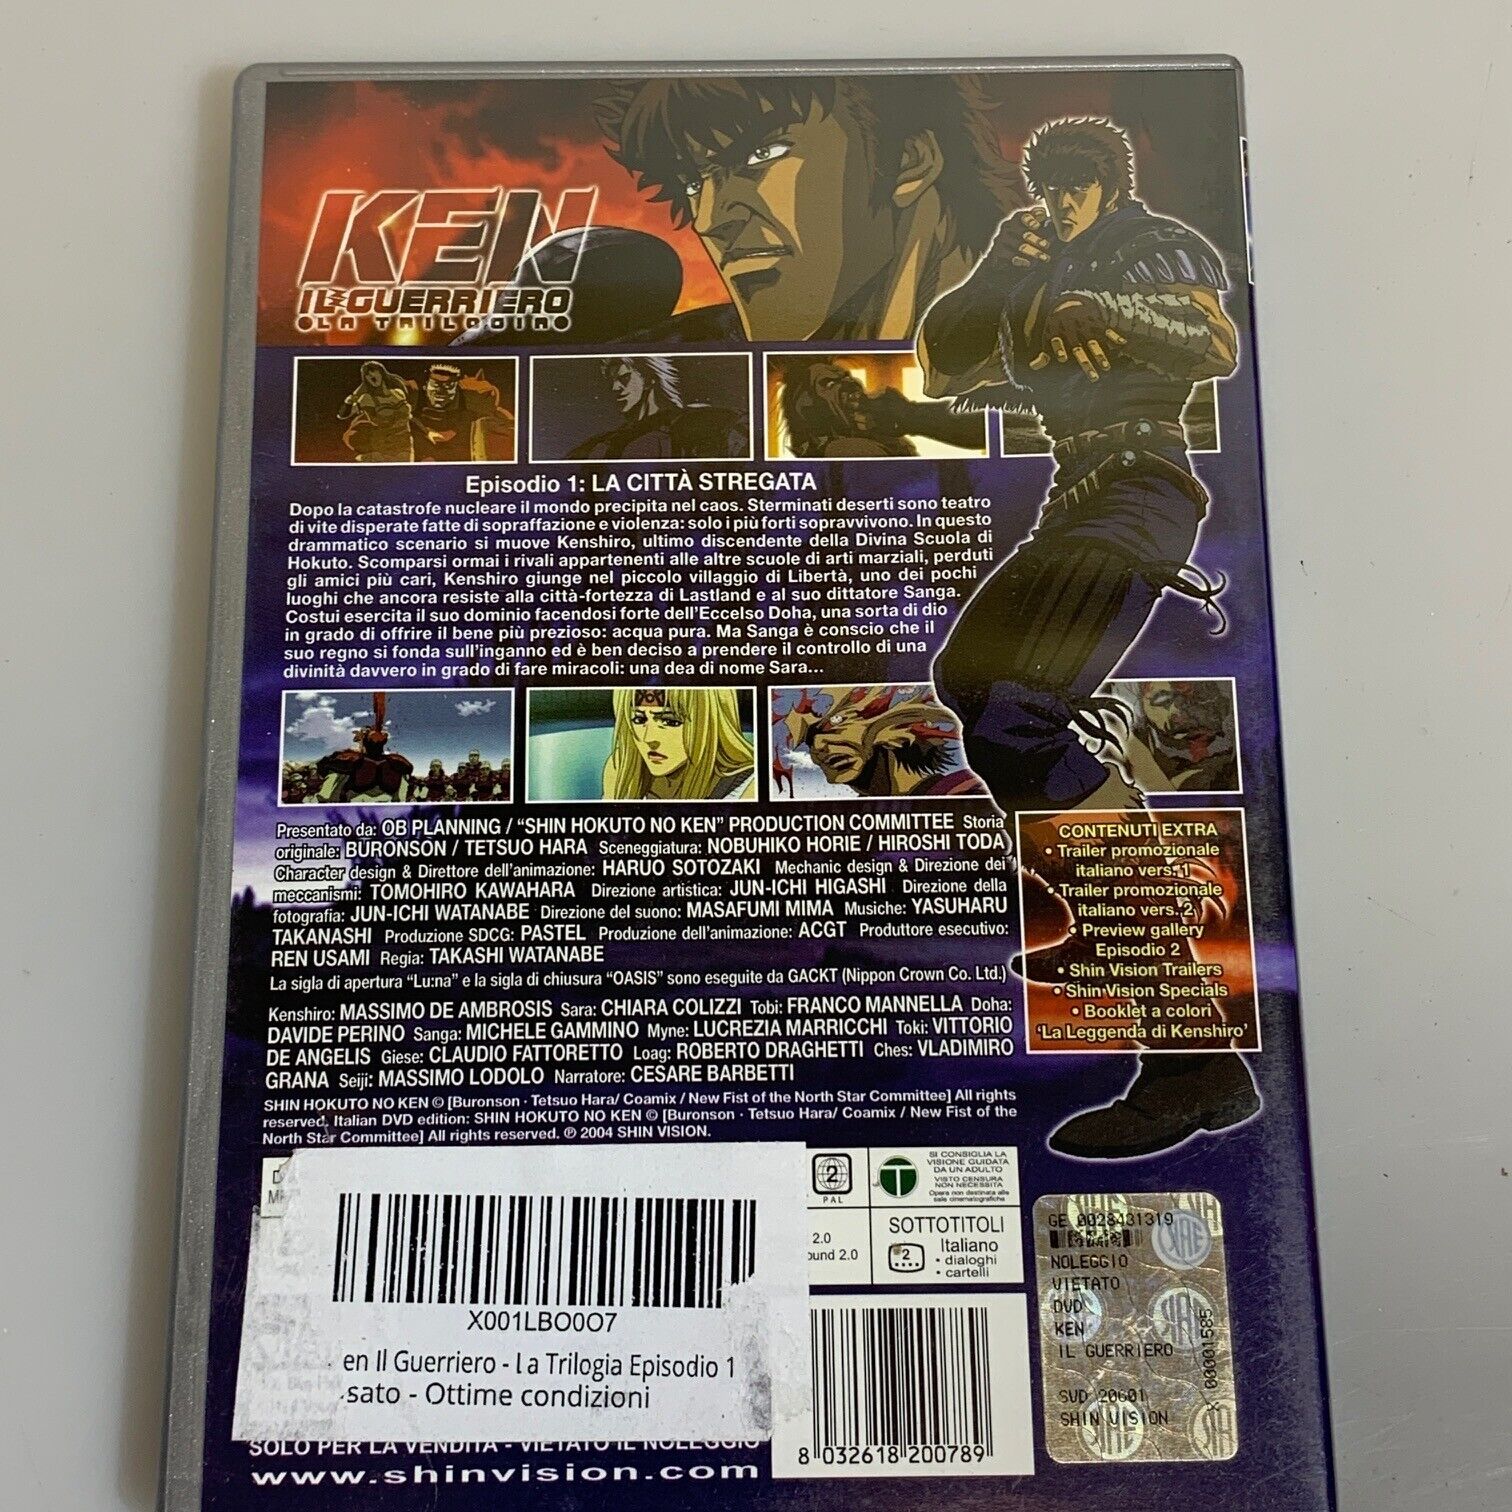 KEN
IL GUERRIERO
LA TRILOGIA
Episodio 1: LA CITTÀ STREGATA
Dopo la catastrofe nucleare il mondo precipita nel caos. Sterminati deserti sono teatro
di vite disperate fatte di sopraffazione e violenza: solo i più forti sopravvivono. In questo
drammatico scenario si muove Kenshiro, ultimo discendente della Divina Scuola di
Hokuto. Scomparsi ormai i rivali appartenenti alle altre scuole di arti marziali, perduti
gli amici più cari, Kenshiro giunge nel piccolo villaggio di Libertà, uno dei pochi
luoghi che ancora resiste alla città-fortezza di Lastland e al suo dittatore Sanga.
Costui esercita il suo dominio facendosi forte dell'Eccelso Doha, una sorta di dio
in grado di offrire il bene più prezioso: acqua pura. Ma Sanga è conscio che il
suo regno si fonda sull'inganno ed è ben deciso a prendere il controllo di una
divinità davvero in grado di fare miracoli: una dea di nome Sara...
Presentato da: OB PLANNING / “SHIN HOKUTO NO KEN” PRODUCTION COMMITTEE Storia
originale: BURONSON / TETSUO HARA Sceneggiatura: NOBUHIKO HORIE / HIROSHI TODA
Character design & Direttore dell'animazione: HARUO SOTOZAKI Mechanic design & Direzione dei
meccanismi: TOMOHIRO KAWAHARA Direzione artistica: JUN-ICHI HIGASHI Direzione della
fotografia: JUN-ICHI WATANABE Direzione del suono: MASAFUMI MIMA Musiche: YASUHARU
TAKANASHI Produzione SDCG: PASTEL Produzione dell'animazione: ACGT Produttore esecutivo:
REN USAMI Regia: TAKASHI WATANABE
La sigla di apertura “Lu:na” e la sigla di chiusura “OASIS” sono eseguite da GACKT (Nippon Crown Co. Ltd.)
Kenshiro: MASSIMO DE AMBROSIS Sara: CHIARA COLIZZI Tobi: FRANCO MANNELLA Doha:
DAVIDE PERINO Sanga: MICHELE GAMMINO Myne: LUCREZIA MARRICCHI Toki: VITTORIO
DE ANGELIS Giese: CLAUDIO FATTORETTO Loag: ROBERTO DRAGHETTI Ches: VLADIMIRO
GRANA Seiji: MASSIMO LODOLO Narratore: CESARE BARBETTI
SHIN HOKUTO NO KEN © [Buronson · Tetsuo Hara/ Coamix / New Fist of the North Star Committee] All rights
reserved. Italian DVD edition: SHIN HOKUTO NO KEN © [Buronson · Tetsuo Hara/ Coamix / New Fist of the
North Star Committee] All rights reserved. ℗ 2004 SHIN VISION.
CONTENUTI EXTRA
• Trailer promozionale
italiano vers. 1
• Trailer promozionale
italiano vers. 2
• Preview gallery
Episodio 2
• Shin Vision Trailers
• Shin Vision Specials
• Booklet a colori
'La Leggenda di Kenshiro'
2
PAL
T
SI CONSIGLIA LA
VISIONE GUIDATA
DA UN ADULTO
VISTO CENSURA
NON NECESSITA
Opera non destinata alle
sale cinematografiche
2.0
ound 2.0
SOTTOTITOLI
2
Italiano
• dialoghi
• cartelli
X001LBO0O7
en Il Guerriero - La Trilogia Episodio 1
sato - Ottime condizioni
SOLO PER LA VENDITA - VIETATO IL NOLEGGIO
www.shinvision.com
8 032618 200789
GE 0028431319
NOLEGGIO
VIETATO
DVD
KEN
IL GUERRIERO
SVD 20601
SHIN VISION
X 00001585